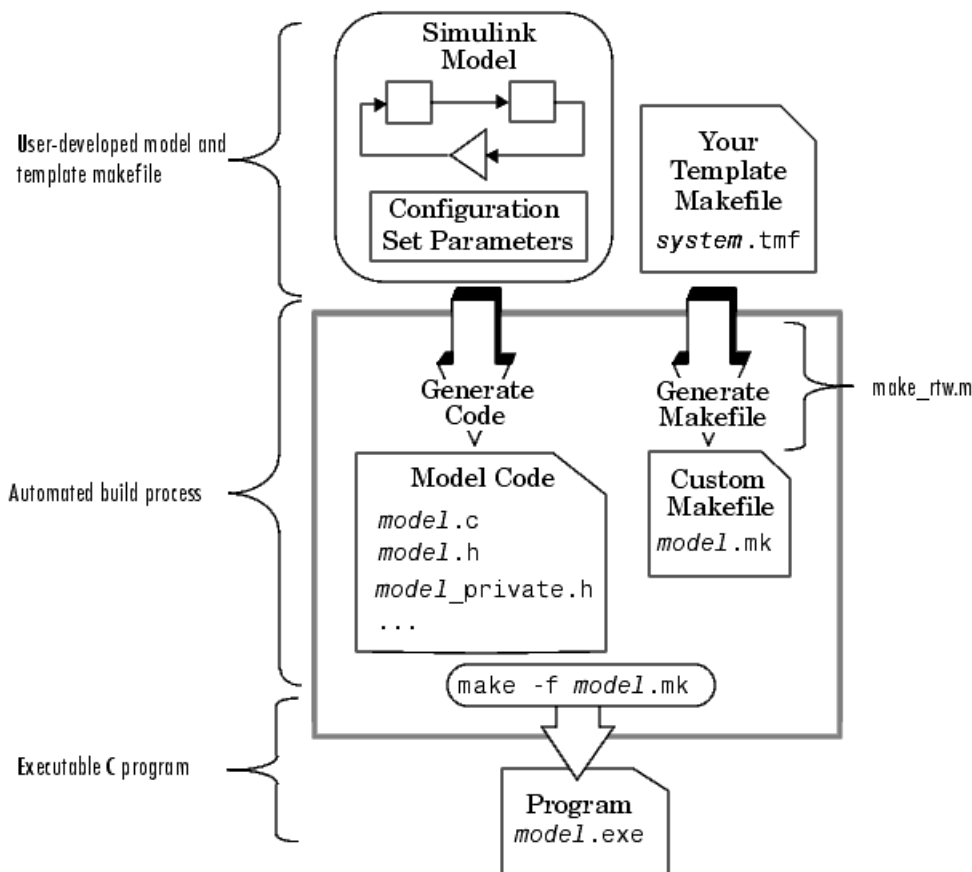 Simulink
Model
Configuration
Set Parameters
User-developed model and
template makefile
Your
Template
Makefile
system.tmf
Generate
Code
Generate
Makefile
make_rtw.m
Automated build process
Model Code
model.c
model.h
model_private.h
...
Custom
Makefile
model.mk
make -f model.mk
Executable C program
Program
model.exe